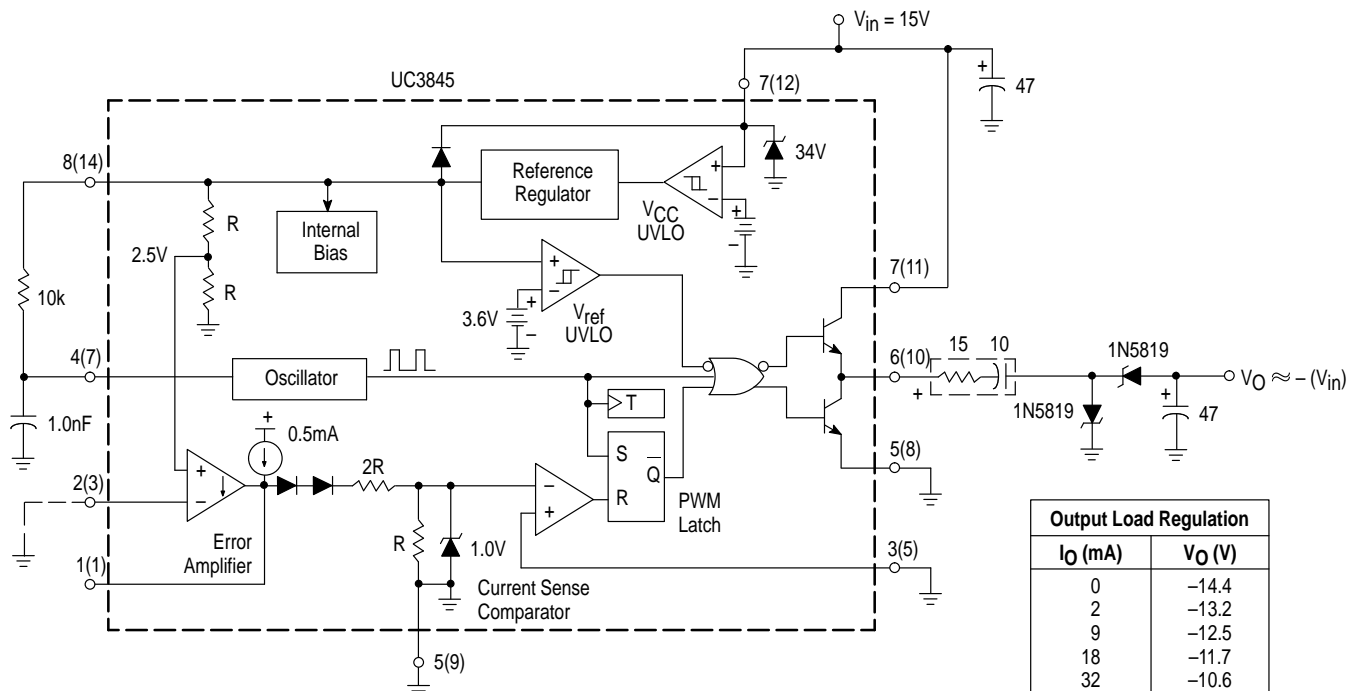 V_in = 15V
UC3845
7(12)
+
47
34V
8(14)
Reference
Regulator
+
–
V_CC
UVLO
+
–
R
Internal
Bias
2.5V
R
10k
+
–
V_ref
UVLO
3.6V
+
–
7(11)
4(7)
Oscillator
6(10)
15
10
+
1N5819
1N5819
V_O ≈ – (V_in)
+
47
T
1.0nF
+
0.5mA
S
Q̅
R
PWM
Latch
5(8)
2R
+
–
2(3)
Error
Amplifier
R
1.0V
–
+
Current Sense
Comparator
3(5)
1(1)
5(9)
Output Load Regulation
I_O (mA) V_O (V)
0 –14.4
2 –13.2
9 –12.5
18 –11.7
32 –10.6